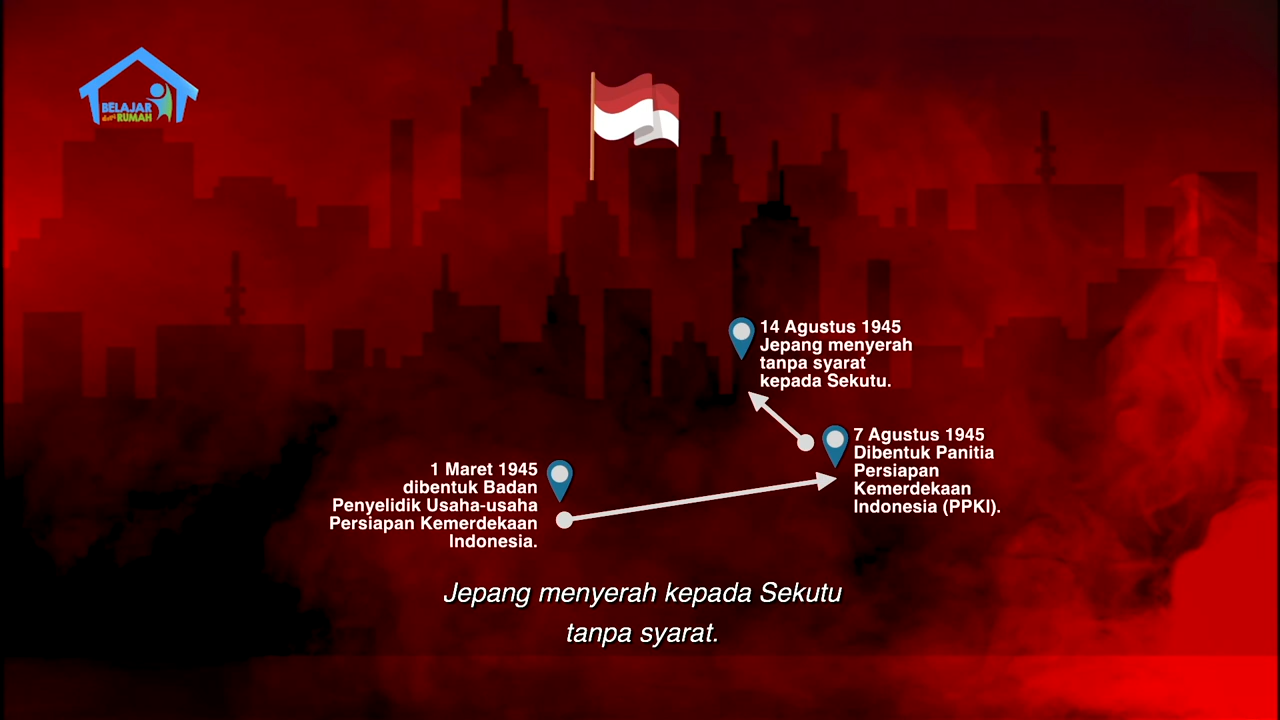 BELAJAR
dari RUMAH
14 Agustus 1945
Jepang menyerah
tanpa syarat
kepada Sekutu.
7 Agustus 1945
Dibentuk Panitia
Persiapan
Kemerdekaan
Indonesia (PPKI).
1 Maret 1945
dibentuk Badan
Penyelidik Usaha-usaha
Persiapan Kemerdekaan
Indonesia.
Jepang menyerah kepada Sekutu
tanpa syarat.